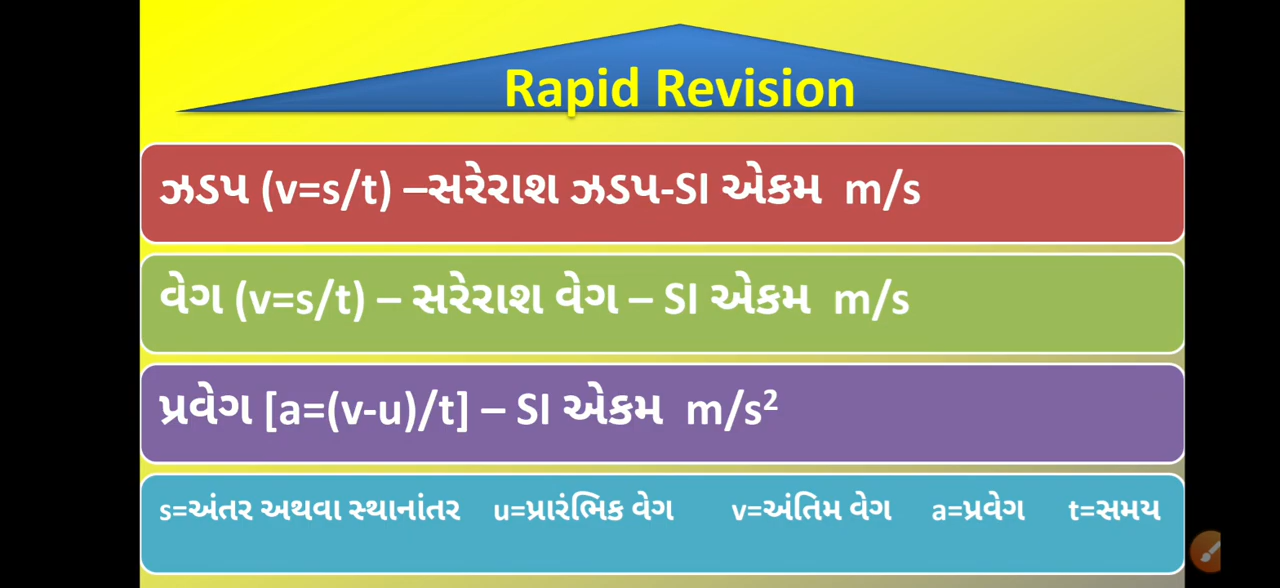 Rapid Revision
ઝડપ (v=s/t) –સરેરાશ ઝડપ-SI એકમ m/s
વેગ (v=s/t) – સરેરાશ વેગ – SI એકમ m/s
પ્રવેગ [a=(v-u)/t] – SI એકમ m/s²
s=અંતર અથવા સ્થાનાંતર u=પ્રારંભિક વેગ v=અંતિમ વેગ a=પ્રવેગ t=સમય